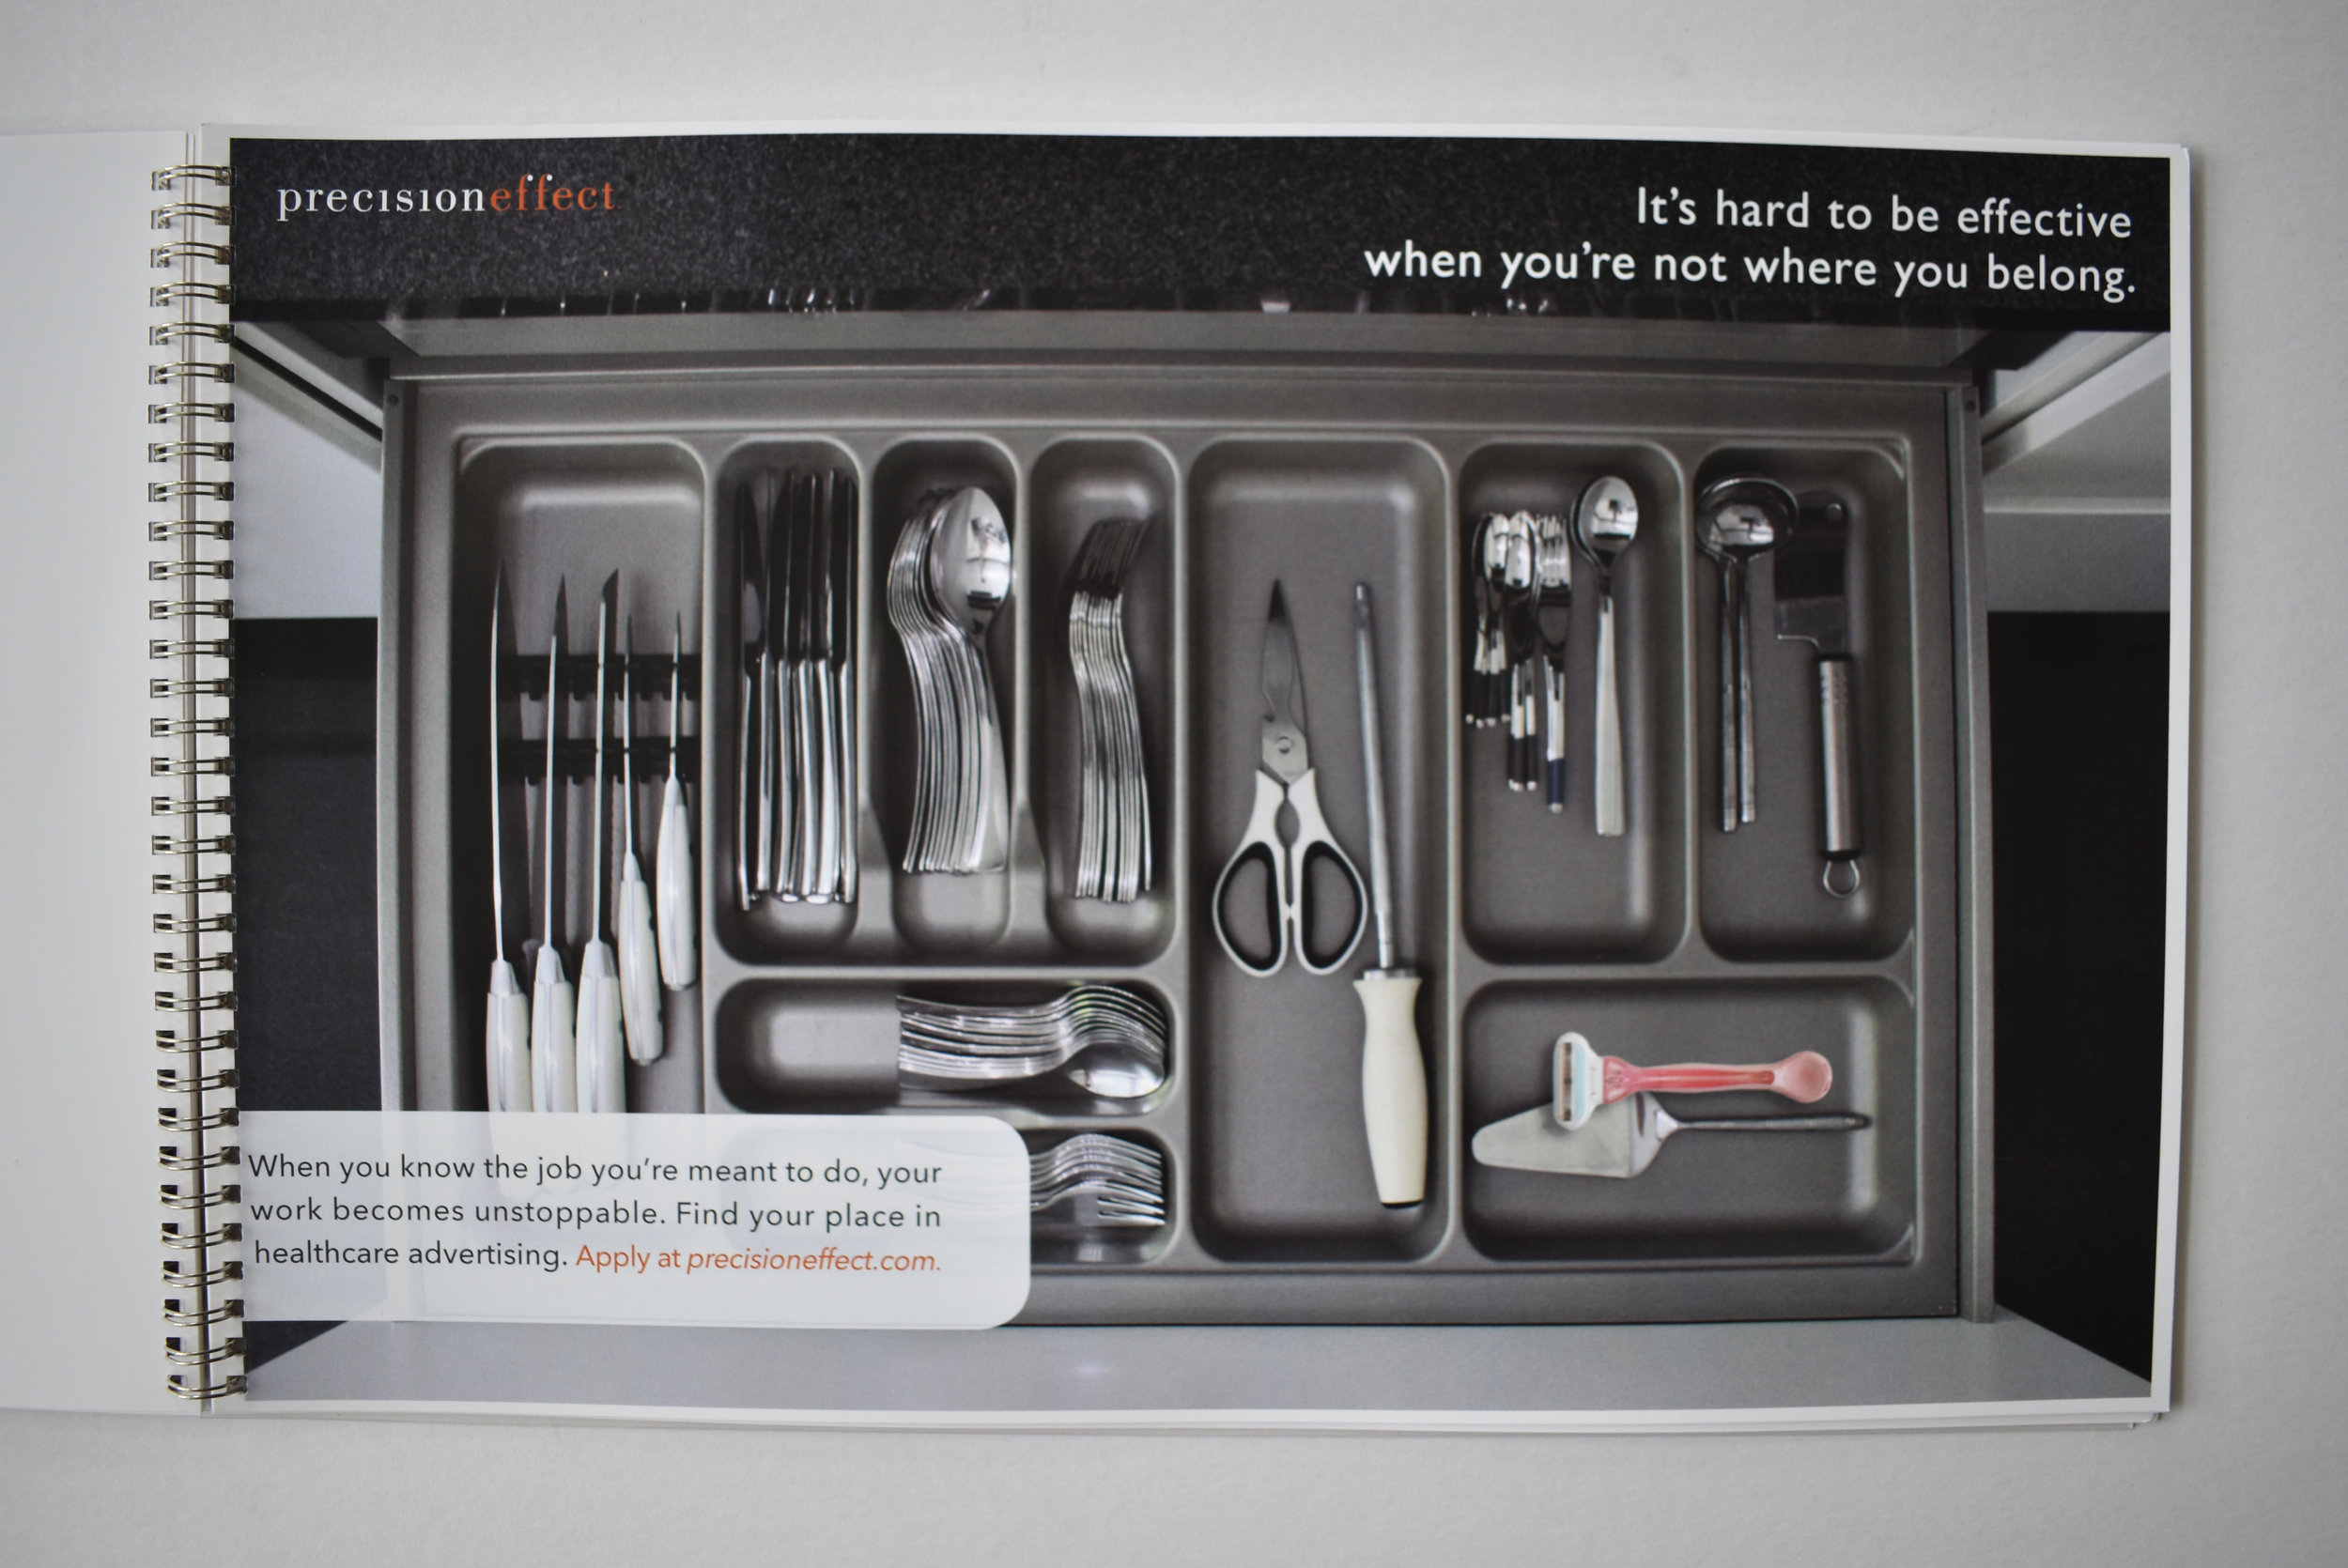 precisioneffect
It's hard to be effective
when you're not where you belong.
When you know the job you're meant to do, your
work becomes unstoppable. Find your place in
healthcare advertising. Apply at precisioneffect.com.